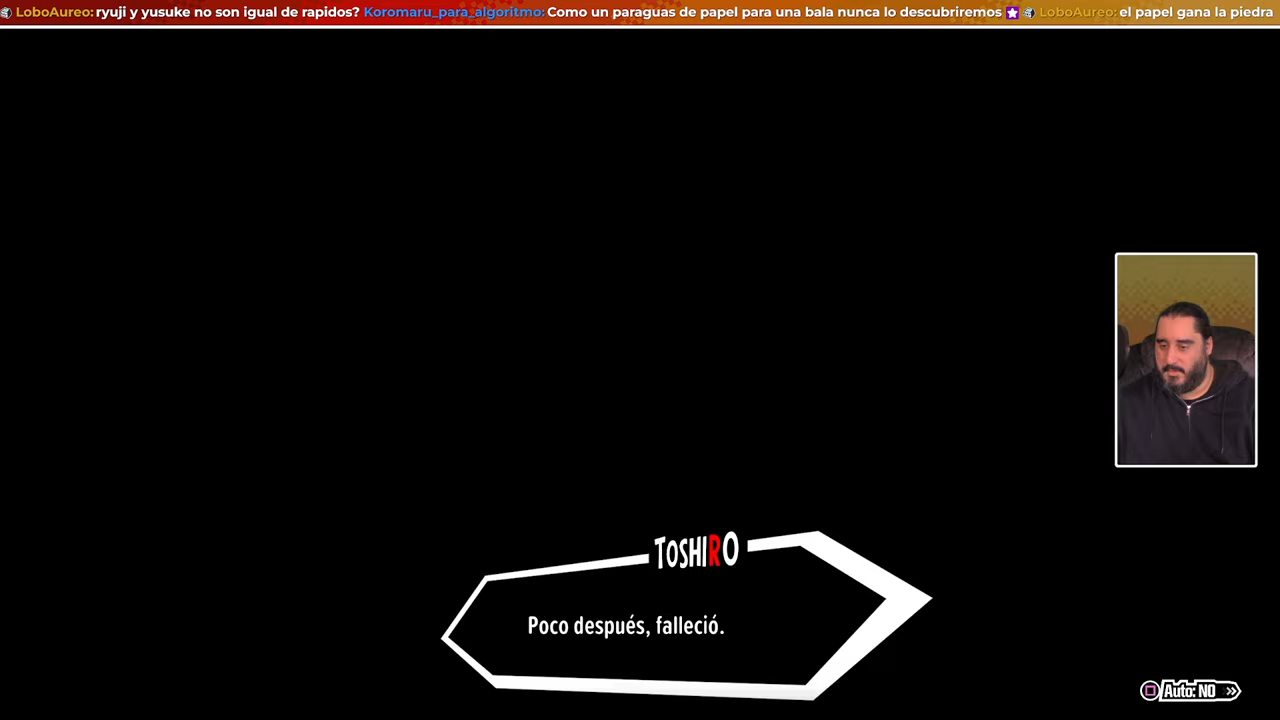 LoboAureo: ryuji y yusuke no son igual de rapidos? Koromaru_para_algoritmo: Como un paraguas de papel para una bala nunca lo descubriremos LoboAureo: el papel gana la piedra
TOSHIRO
Poco después, falleció.
Auto: NO